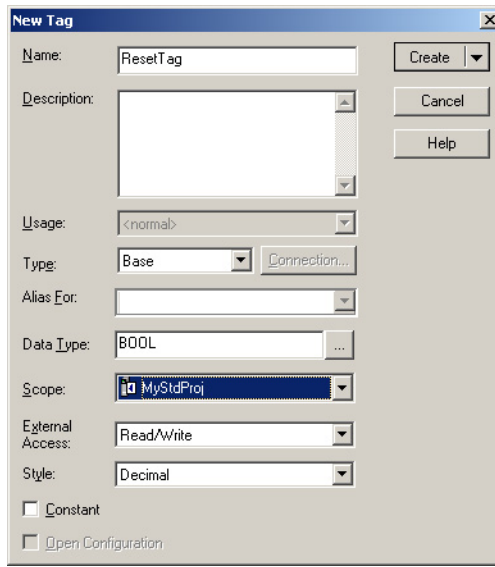 New Tag
Name: ResetTag Create
Description: Cancel
Help
Usage: <normal>
Type: Base Connection...
Alias For:
Data Type: BOOL ...
Scope: MyStdProj
External Access: Read/Write
Style: Decimal
Constant
Open Configuration